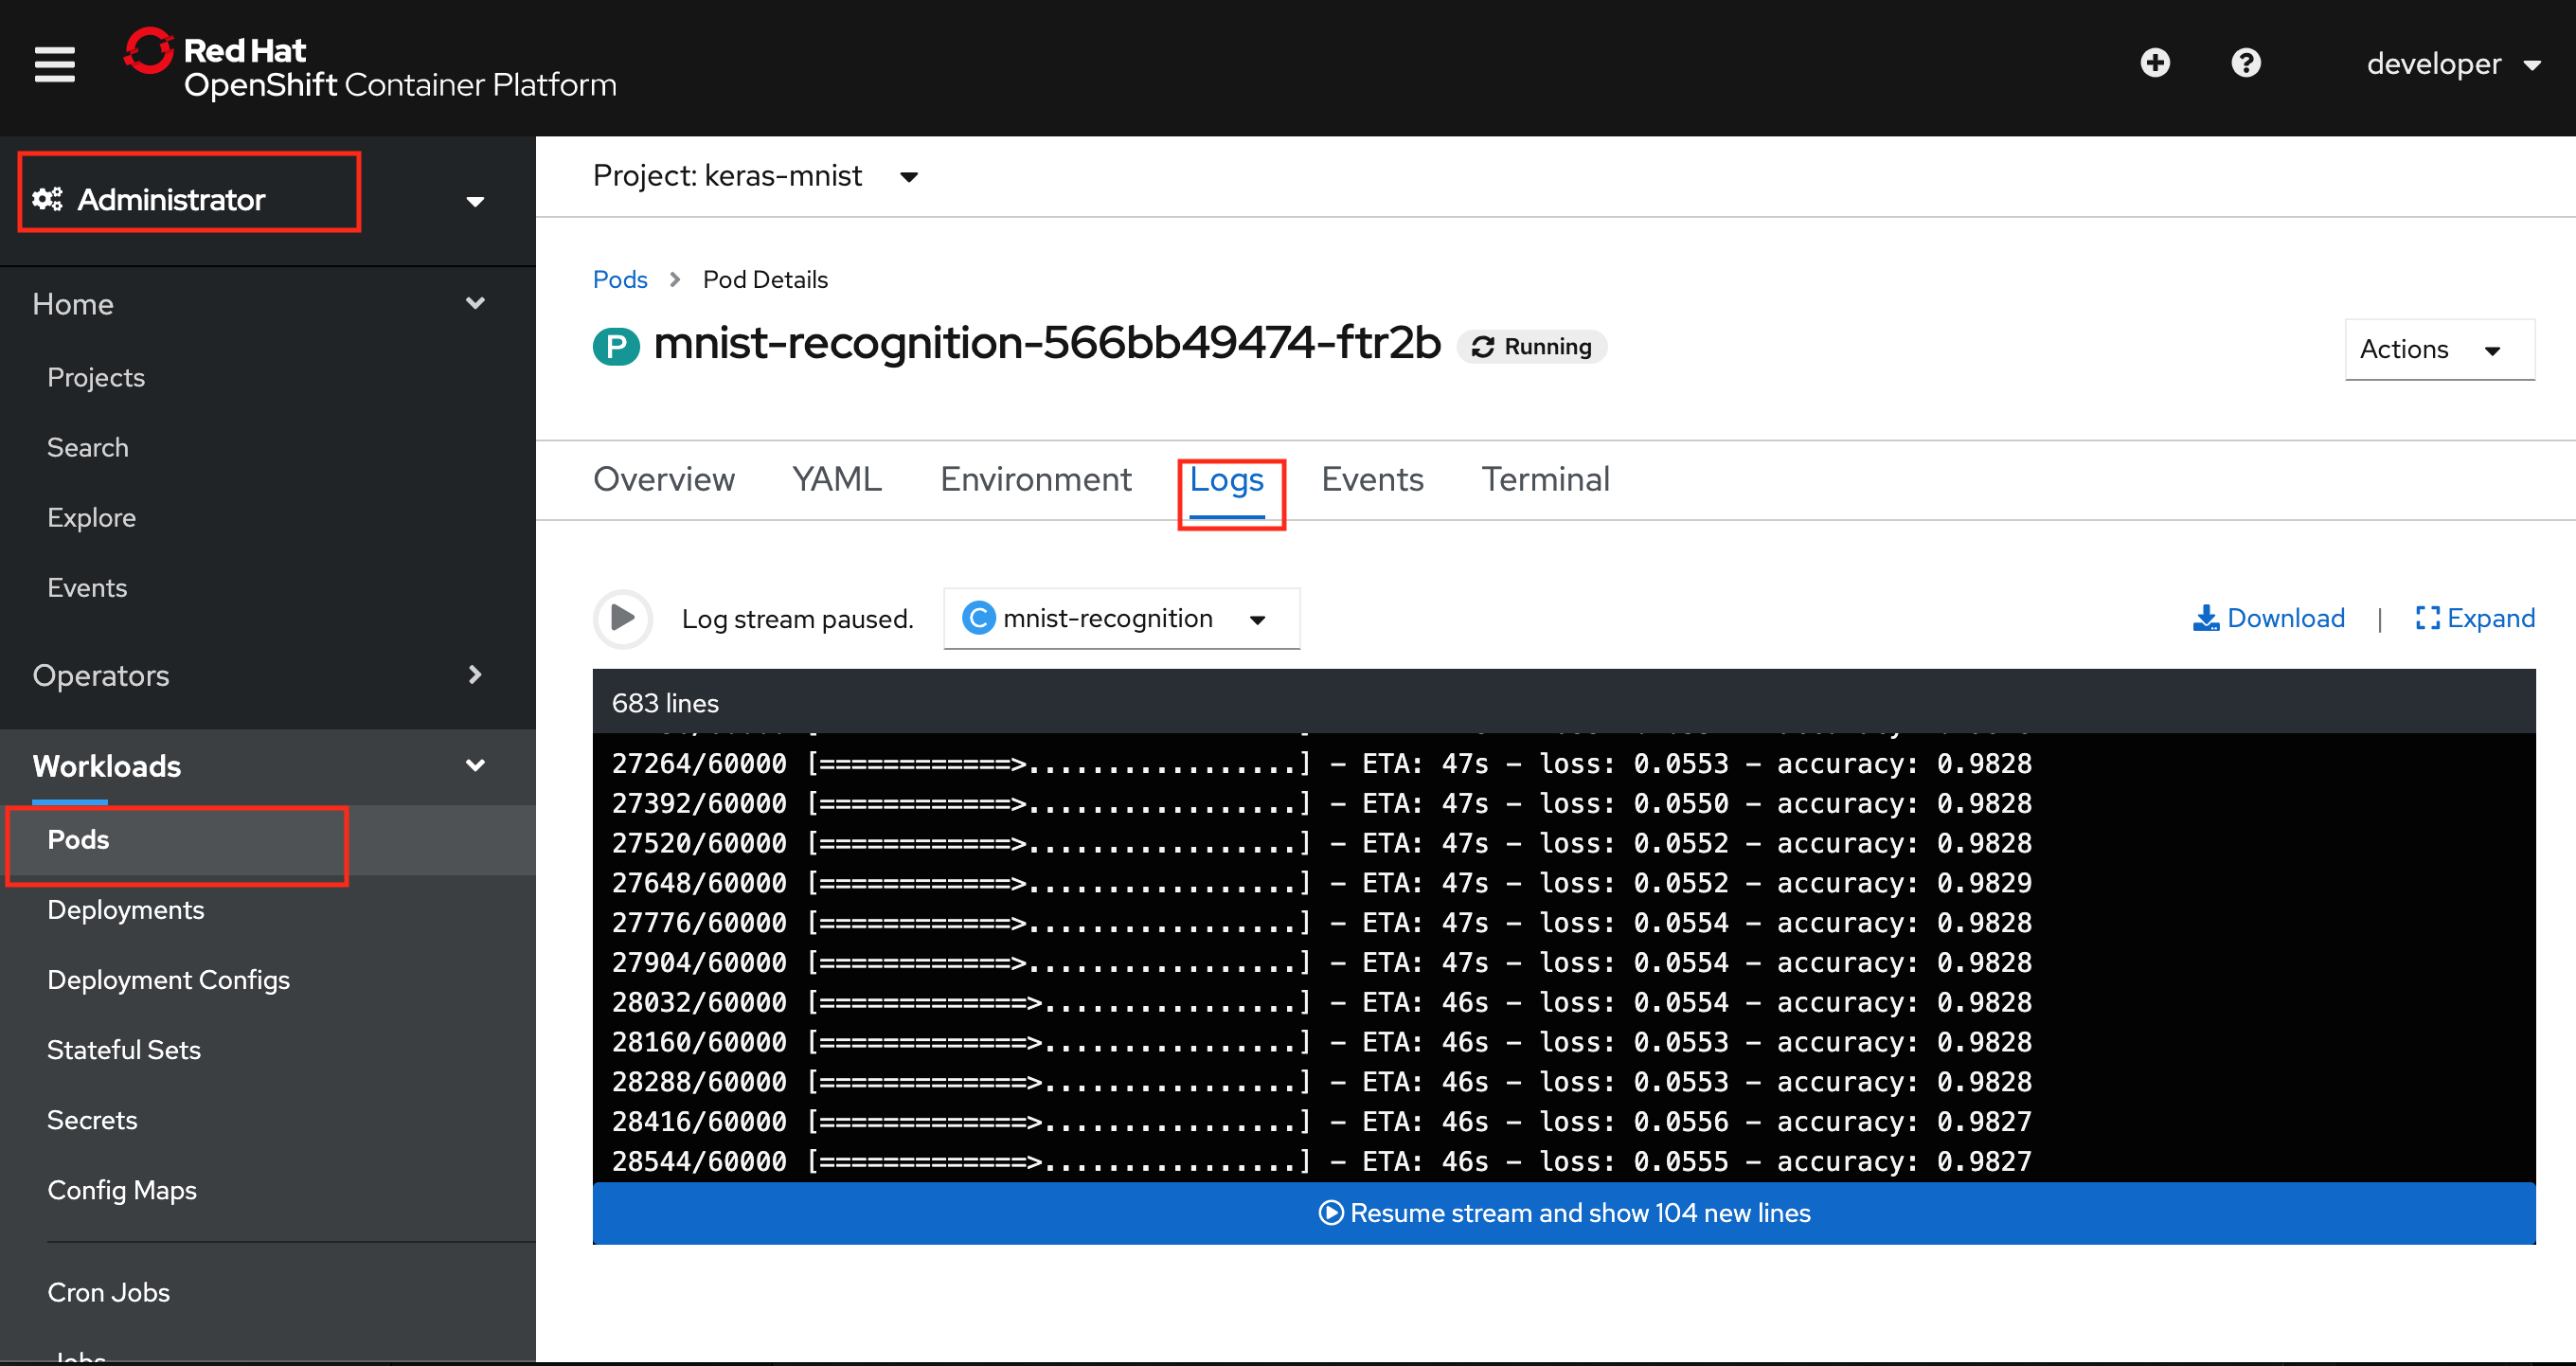 Red Hat
OpenShift Container Platform
developer
Administrator
Home
Projects
Search
Explore
Events
Operators
Workloads
Pods
Deployments
Deployment Configs
Stateful Sets
Secrets
Config Maps
Cron Jobs
Jobs
Project: keras-mnist
Pods > Pod Details
P mnist-recognition-566bb49474-ftr2b Running
Actions
Overview YAML Environment Logs Events Terminal
Log stream paused. C mnist-recognition Download | Expand
683 lines
27264/60000 [============>.................] - ETA: 47s - loss: 0.0553 - accuracy: 0.9828
27392/60000 [============>.................] - ETA: 47s - loss: 0.0550 - accuracy: 0.9828
27520/60000 [============>.................] - ETA: 47s - loss: 0.0552 - accuracy: 0.9828
27648/60000 [============>.................] - ETA: 47s - loss: 0.0552 - accuracy: 0.9829
27776/60000 [============>.................] - ETA: 47s - loss: 0.0554 - accuracy: 0.9828
27904/60000 [============>.................] - ETA: 47s - loss: 0.0554 - accuracy: 0.9828
28032/60000 [=============>................] - ETA: 46s - loss: 0.0554 - accuracy: 0.9828
28160/60000 [=============>................] - ETA: 46s - loss: 0.0553 - accuracy: 0.9828
28288/60000 [=============>................] - ETA: 46s - loss: 0.0553 - accuracy: 0.9828
28416/60000 [=============>................] - ETA: 46s - loss: 0.0556 - accuracy: 0.9827
28544/60000 [=============>................] - ETA: 46s - loss: 0.0555 - accuracy: 0.9827
Resume stream and show 104 new lines